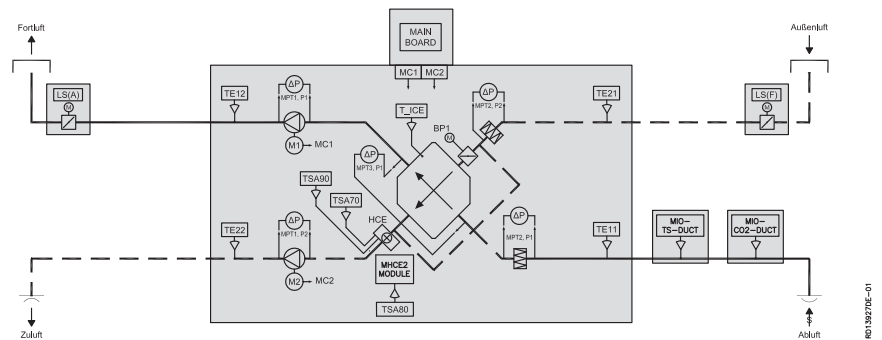 Fortluft
Außenluft
MAIN
BOARD
MC1
MC2
LS(A)
M
TE12
ΔP
MPT1, P1
M1
MC1
T_ICE
BP1
M
ΔP
MPT2, P2
TE21
LS(F)
M
ΔP
MPT3, P1
TSA90
TSA70
HCE
TE22
ΔP
MPT1, P2
M2
MC2
MHCE2
MODULE
TSA80
ΔP
MPT2, P1
TE11
MIO-
TS-DUCT
MIO-
CO2-DUCT
Zuluft
Abluft
RD13927DE-01